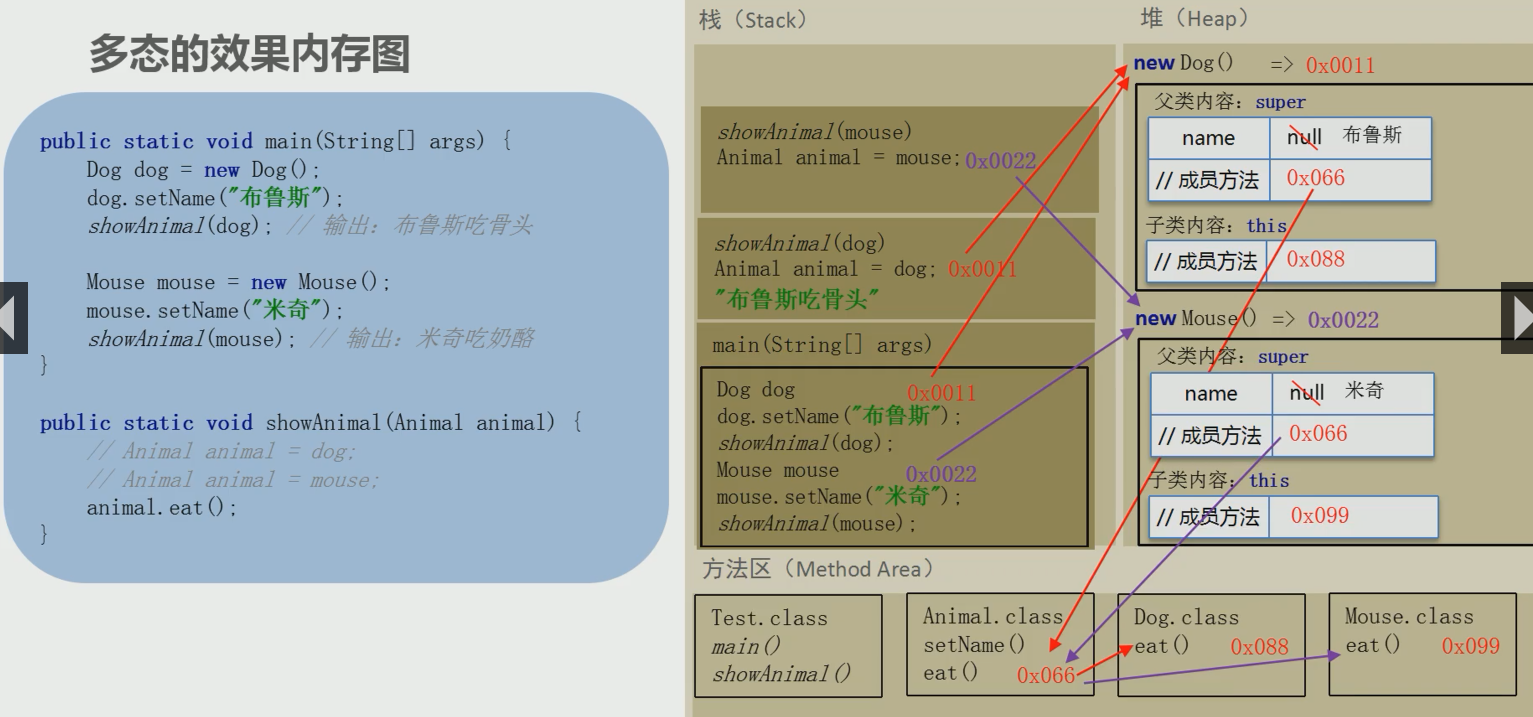 多态的效果内存图
public static void main(String[] args) {
Dog dog = new Dog();
dog.setName("布鲁斯");
showAnimal(dog); // 输出：布鲁斯吃骨头
Mouse mouse = new Mouse();
mouse.setName("米奇");
showAnimal(mouse); // 输出：米奇吃奶酪
}
public static void showAnimal(Animal animal) {
// Animal animal = dog;
// Animal animal = mouse;
animal.eat();
}
栈（Stack）
showAnimal(mouse)
Animal animal = mouse; 0x0022
showAnimal(dog)
Animal animal = dog; 0x0011
"布鲁斯吃骨头"
main(String[] args)
Dog dog 0x0011
dog.setName("布鲁斯");
showAnimal(dog);
Mouse mouse 0x0022
mouse.setName("米奇");
showAnimal(mouse);
堆（Heap）
new Dog() => 0x0011
父类内容：super
name null 布鲁斯
// 成员方法 0x066
子类内容：this
// 成员方法 0x088
new Mouse() => 0x0022
父类内容：super
name null 米奇
// 成员方法 0x066
子类内容：this
// 成员方法 0x099
方法区（Method Area）
Test.class
main()
showAnimal()
Animal.class
setName()
eat() 0x066
Dog.class
eat() 0x088
Mouse.class
eat() 0x099